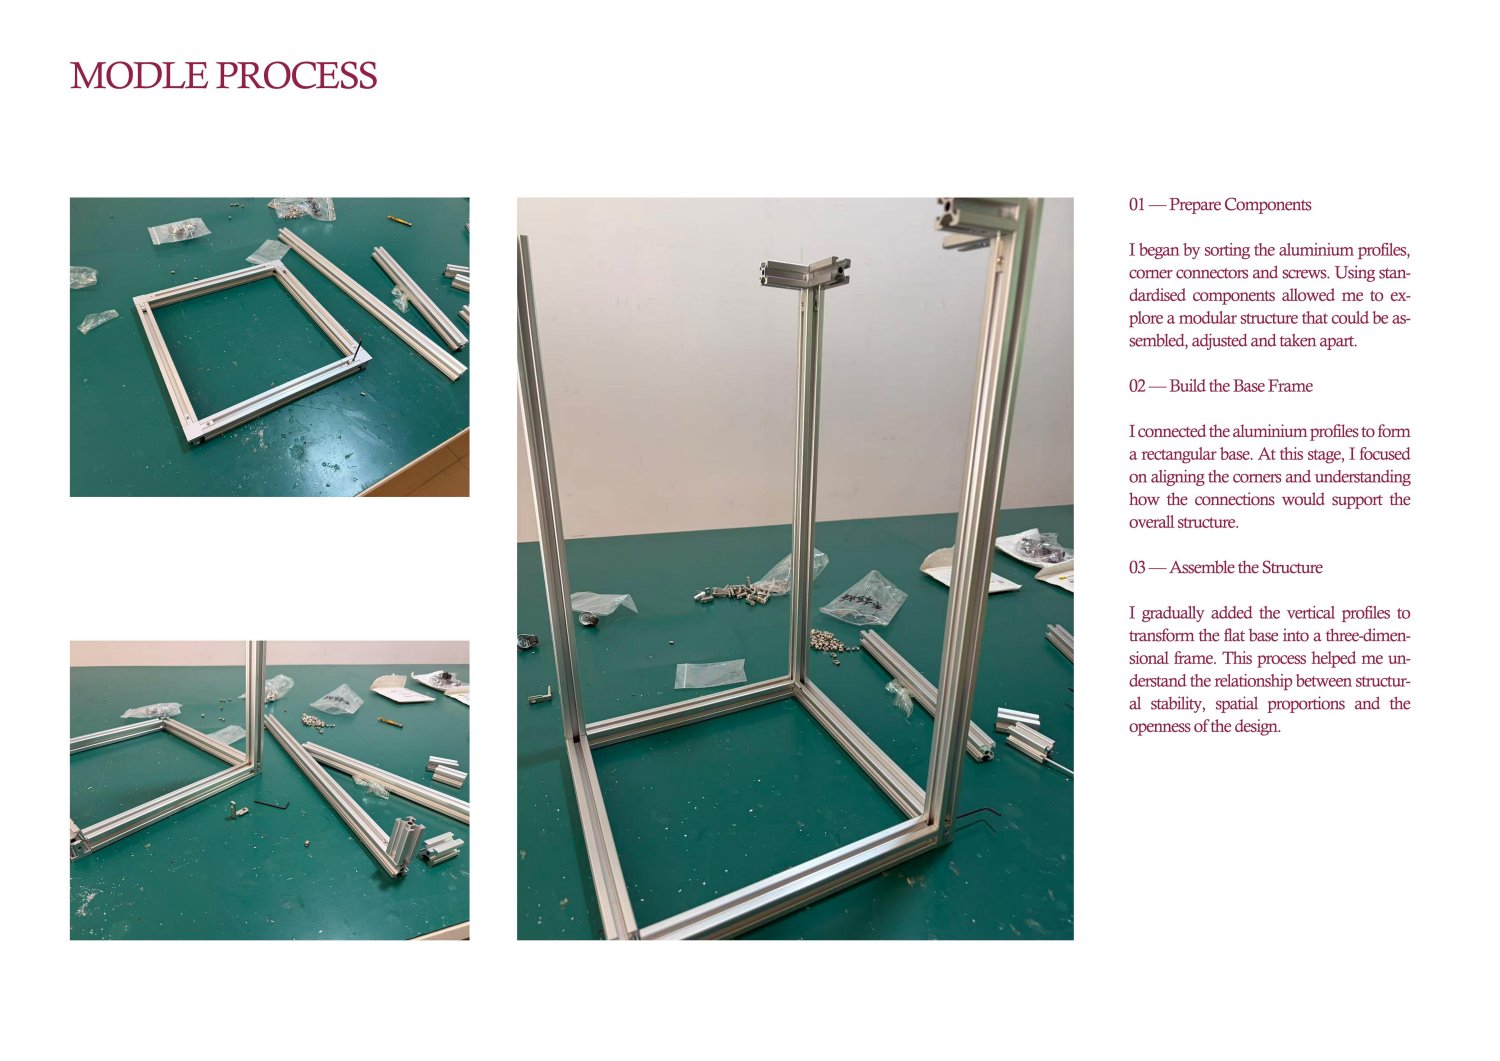 MODLE PROCESS
01 — Prepare Components
I began by sorting the aluminium profiles,
corner connectors and screws. Using stan-
dardised components allowed me to ex-
plore a modular structure that could be as-
sembled, adjusted and taken apart.
02 — Build the Base Frame
I connected the aluminium profiles to form
a rectangular base. At this stage, I focused
on aligning the corners and understanding
how the connections would support the
overall structure.
03 — Assemble the Structure
I gradually added the vertical profiles to
transform the flat base into a three-dimen-
sional frame. This process helped me un-
derstand the relationship between structur-
al stability, spatial proportions and the
openness of the design.